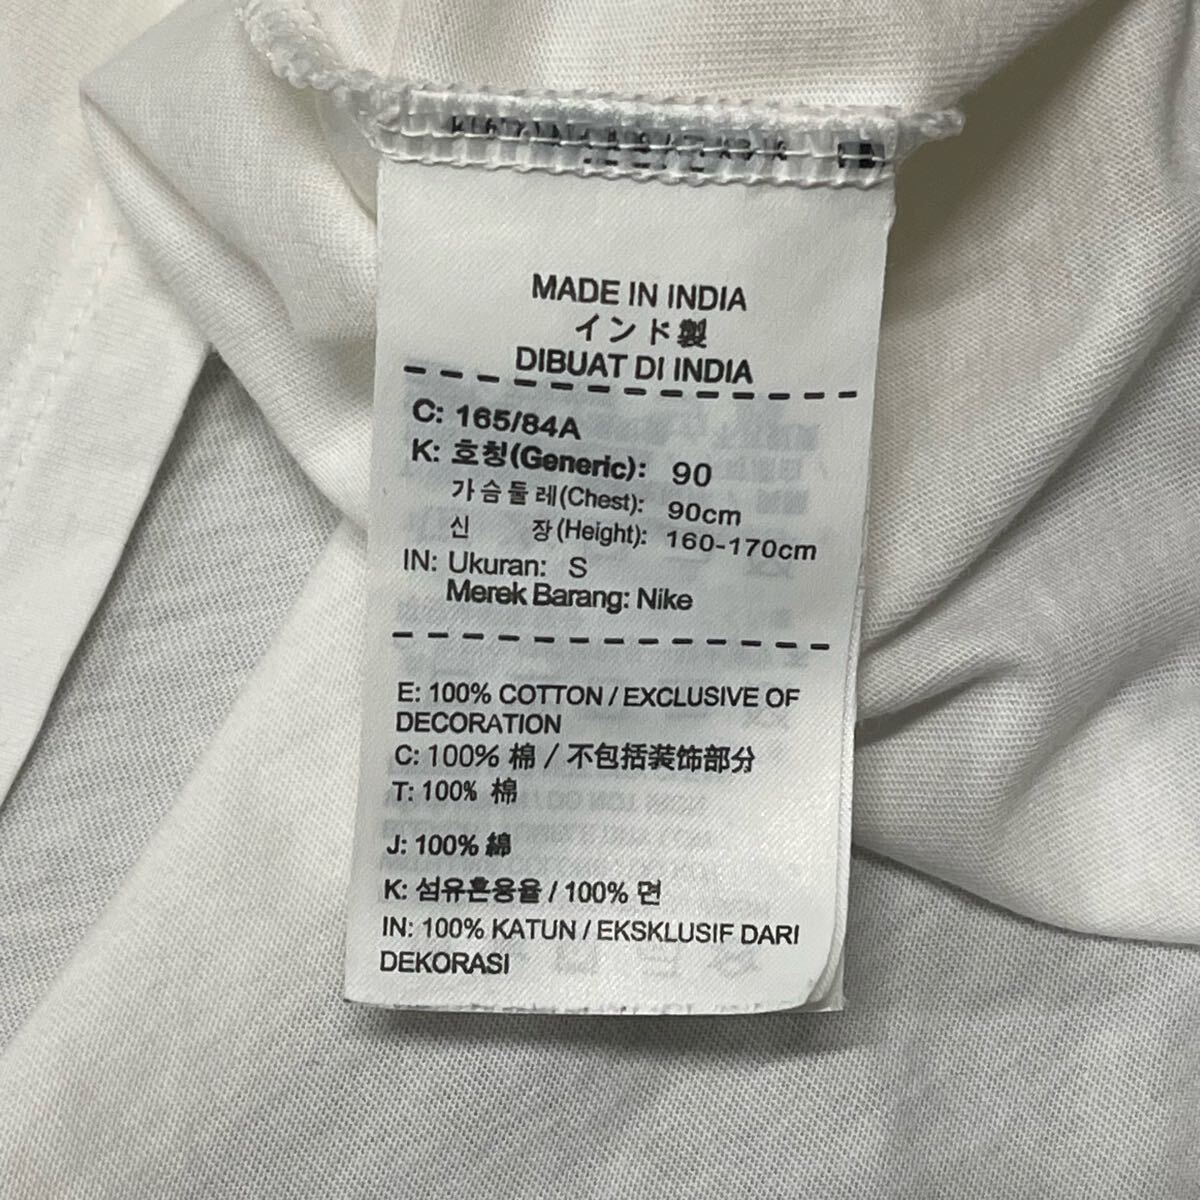 MADE IN INDIA
インド製
DIBUAT DI INDIA
C: 165/84A
K: 호칭(Generic): 90
가슴둘레(Chest): 90cm
신 장(Height): 160-170cm
IN: Ukuran: S
Merek Barang: Nike
E: 100% COTTON / EXCLUSIVE OF
DECORATION
C: 100% 棉 / 不包括装饰部分
T: 100% 棉
J: 100% 綿
K: 섬유혼용율 / 100% 면
IN: 100% KATUN / EKSKLUSIF DARI
DEKORASI